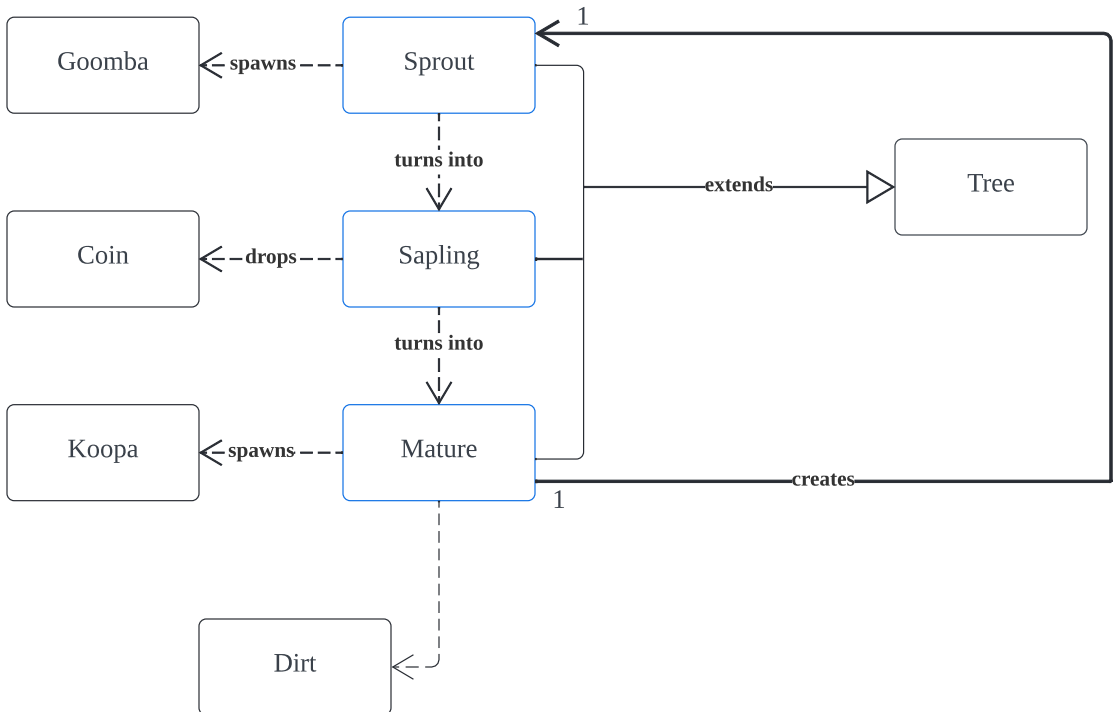 1
Goomba
spawns
Sprout
turns into
extends
Tree
Coin
drops
Sapling
turns into
Koopa
spawns
Mature
creates
1
Dirt